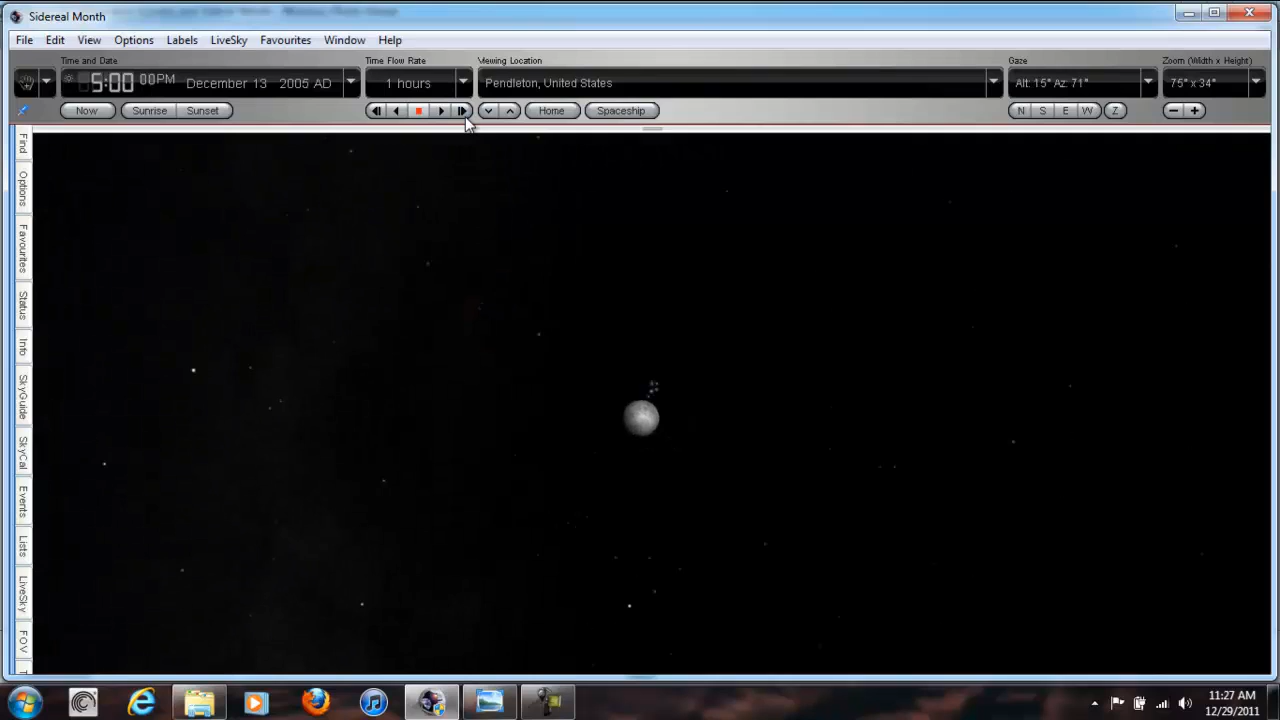 Sidereal Month
File Edit View Options Labels LiveSky Favourites Window Help
Time and Date Time Flow Rate Viewing Location Gaze Zoom (Width x Height)
5:00 00PM December 13 2005 AD 1 hours Pendleton, United States Alt: 15° Az: 71° 75° x 34°
Now Sunrise Sunset Home Spaceship N S E W Z
Find
Options
Favourites
Status
Info
SkyGuide
SkyCal
Events
Lists
LiveSky
FOV
11:27 AM
12/29/2011